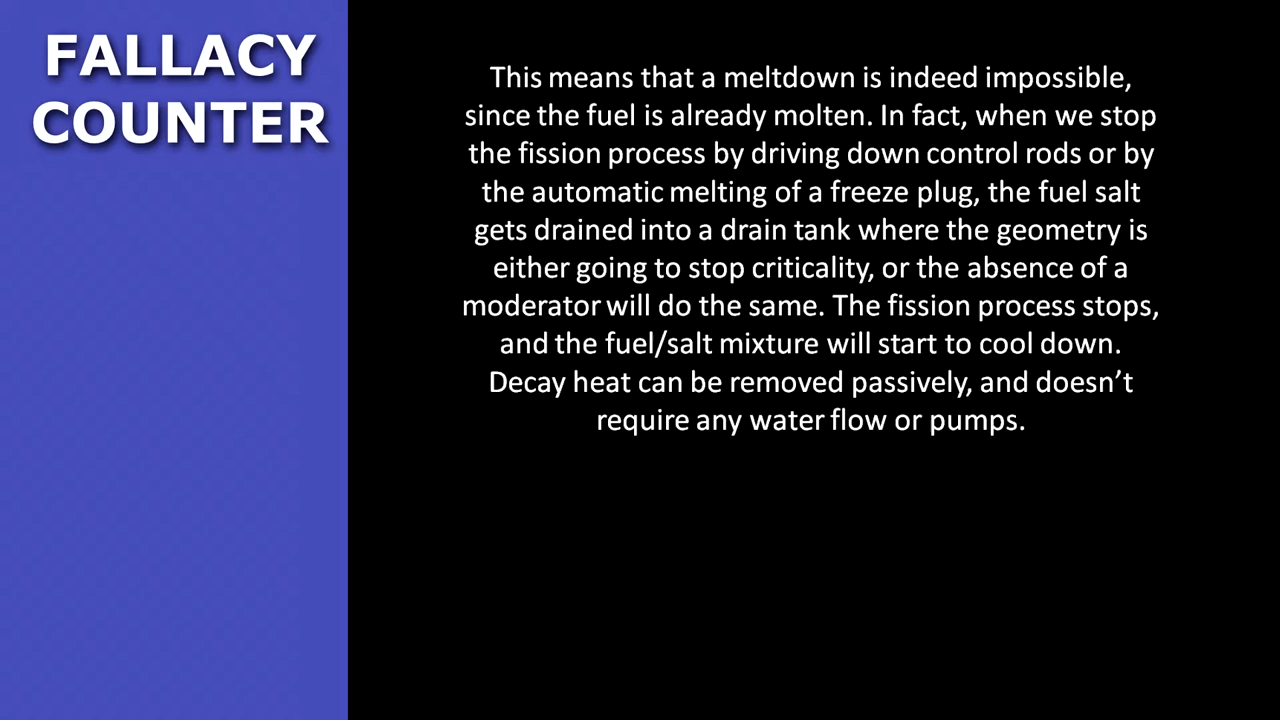 FALLACY
COUNTER
This means that a meltdown is indeed impossible,
since the fuel is already molten. In fact, when we stop
the fission process by driving down control rods or by
the automatic melting of a freeze plug, the fuel salt
gets drained into a drain tank where the geometry is
either going to stop criticality, or the absence of a
moderator will do the same. The fission process stops,
and the fuel/salt mixture will start to cool down.
Decay heat can be removed passively, and doesn’t
require any water flow or pumps.